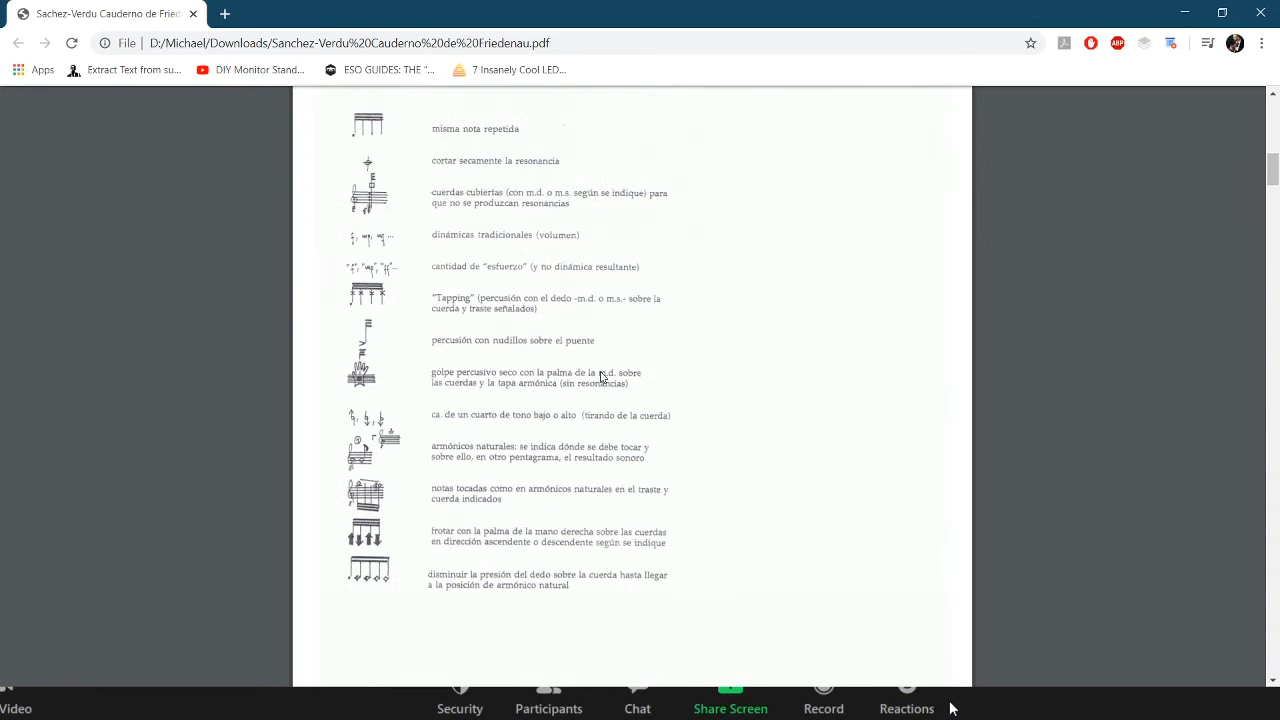 Sachez-Verdu Cauderno de Fried
File | D:/Michael/Downloads/Sanchez-Verdu%20Cauderno%20de%20Friedenau.pdf
Apps Extract Text from su... DIY Monitor Stand... ESO GUIDES: THE "... 7 Insanely Cool LED...
ABP
misma nota repetida
cortar secamente la resonancia
cuerdas cubiertas (con m.d. o m.s. según se indique) para
que no se produzcan resonancias
dinámicas tradicionales (volumen)
cantidad de "esfuerzo" (y no dinámica resultante)
"Tapping" (percusión con el dedo -m.d. o m.s.- sobre la
cuerda y traste señalados)
percusión con nudillos sobre el puente
golpe percusivo seco con la palma de la m.d. sobre
las cuerdas y la tapa armónica (sin resonancias)
ca. de un cuarto de tono bajo o alto (tirando de la cuerda)
armónicos naturales: se indica dónde se debe tocar y
sobre ello, en otro pentagrama, el resultado sonoro
notas tocadas como en armónicos naturales en el traste y
cuerda indicados
frotar con la palma de la mano derecha sobre las cuerdas
en dirección ascendente o descendente según se indique
disminuir la presión del dedo sobre la cuerda hasta llegar
a la posición de armónico natural
Video Security Participants Chat Share Screen Record Reactions